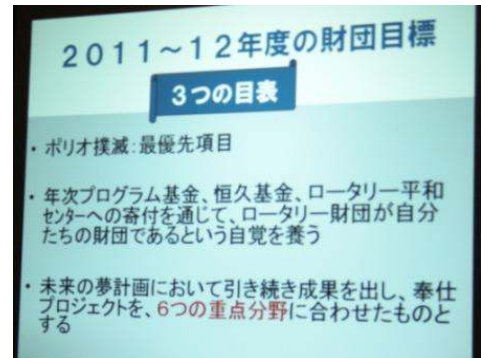 2011～12年度の財団目標
3つの目表
・ポリオ撲滅:最優先項目
・年次プログラム基金、恒久基金、ロータリー平和
センターへの寄付を通じて、ロータリー財団が自分
たちの財団であるという自覚を養う
・未来の夢計画において引き続き成果を出し、奉仕
プロジェクトを、6つの重点分野に合わせたものと
する